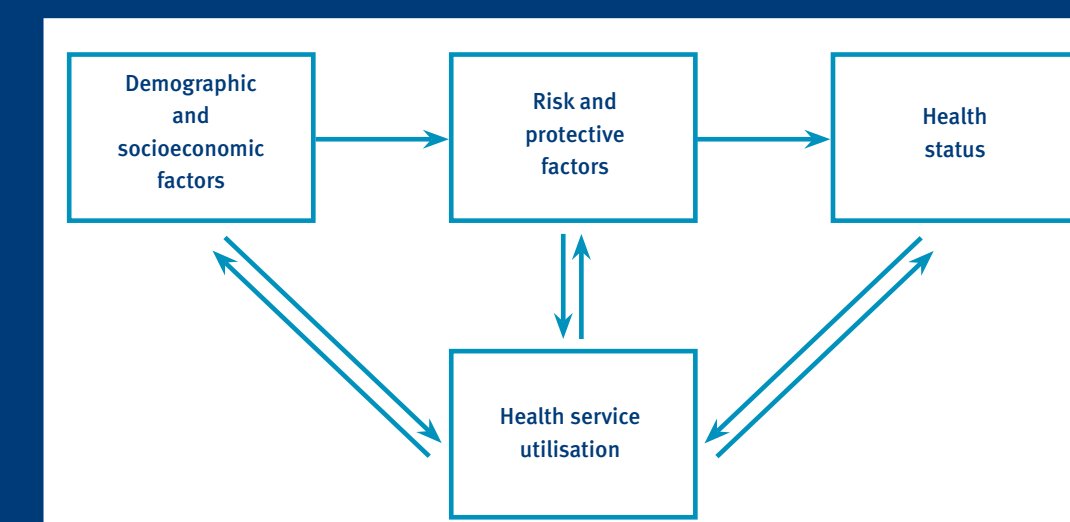 Demographic
and
socioeconomic
factors
Risk and
protective
factors
Health
status
Health service
utilisation